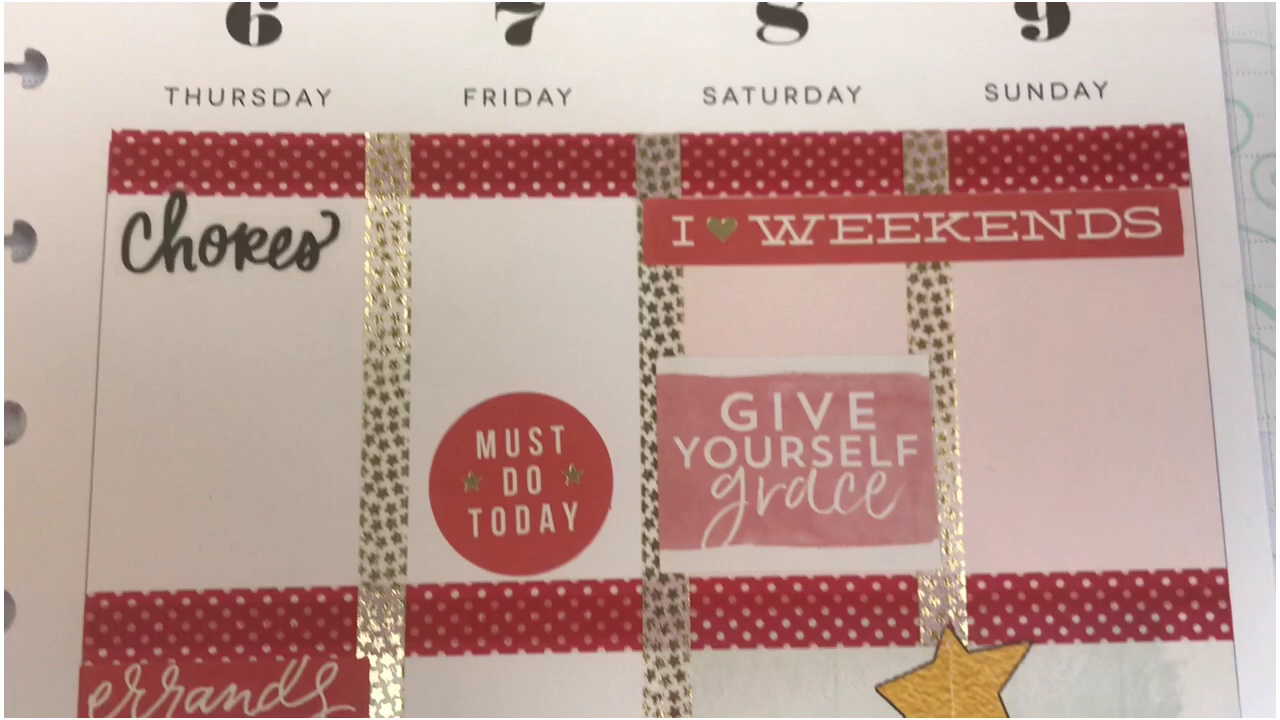 6 7 8 9
THURSDAY FRIDAY SATURDAY SUNDAY
chores
I WEEKENDS
MUST
DO
TODAY
GIVE
YOURSELF
grace
errands